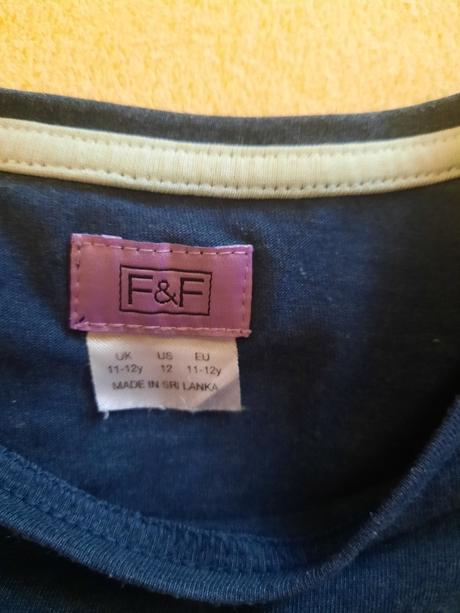 F&F
UK US EU
11-12y 12 11-12y
MADE IN SRI LANKA